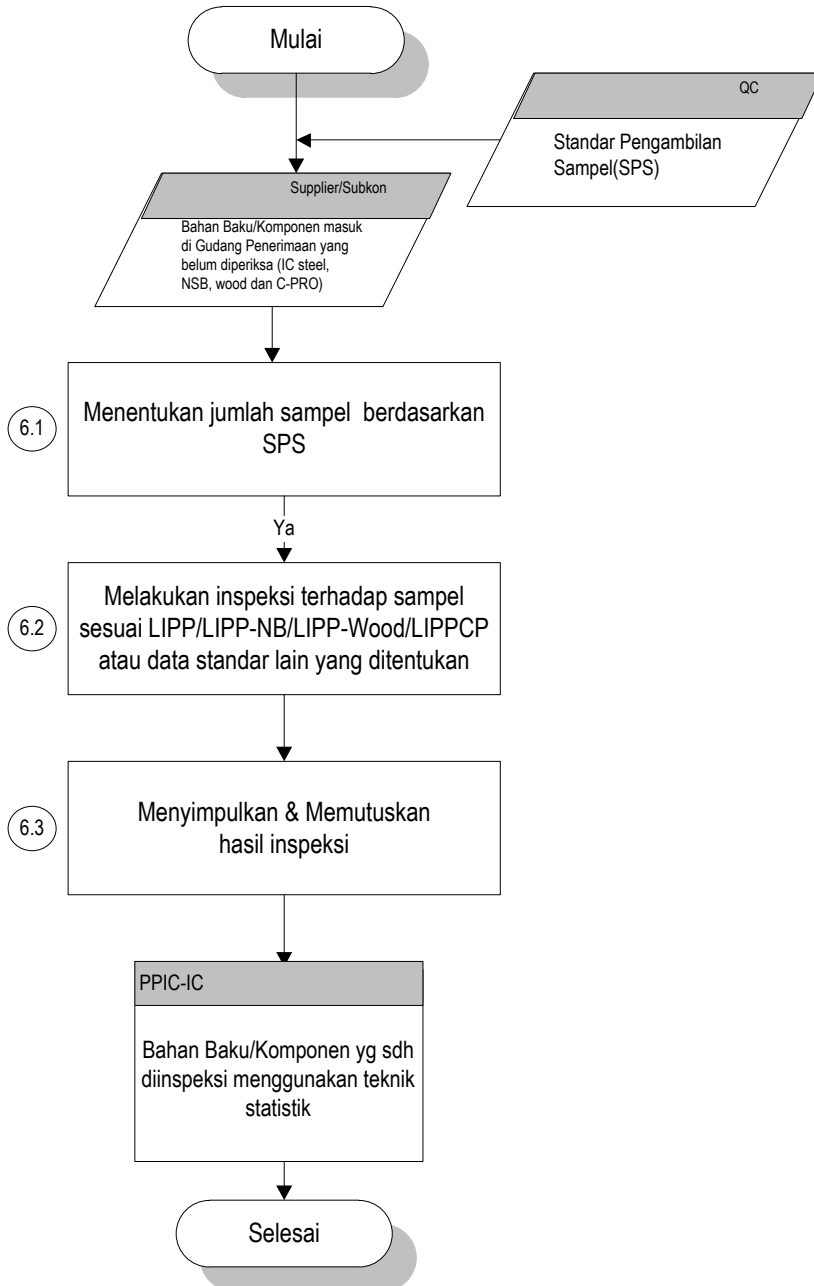 Mulai
QC
Standar Pengambilan
Sampel(SPS)
Supplier/Subkon
Bahan Baku/Komponen masuk
di Gudang Penerimaan yang
belum diperiksa (IC steel,
NSB, wood dan C-PRO)
6.1
Menentukan jumlah sampel berdasarkan
SPS
Ya
6.2
Melakukan inspeksi terhadap sampel
sesuai LIPP/LIPP-NB/LIPP-Wood/LIPPCP
atau data standar lain yang ditentukan
6.3
Menyimpulkan & Memutuskan
hasil inspeksi
PPIC-IC
Bahan Baku/Komponen yg sdh
diinspeksi menggunakan teknik
statistik
Selesai